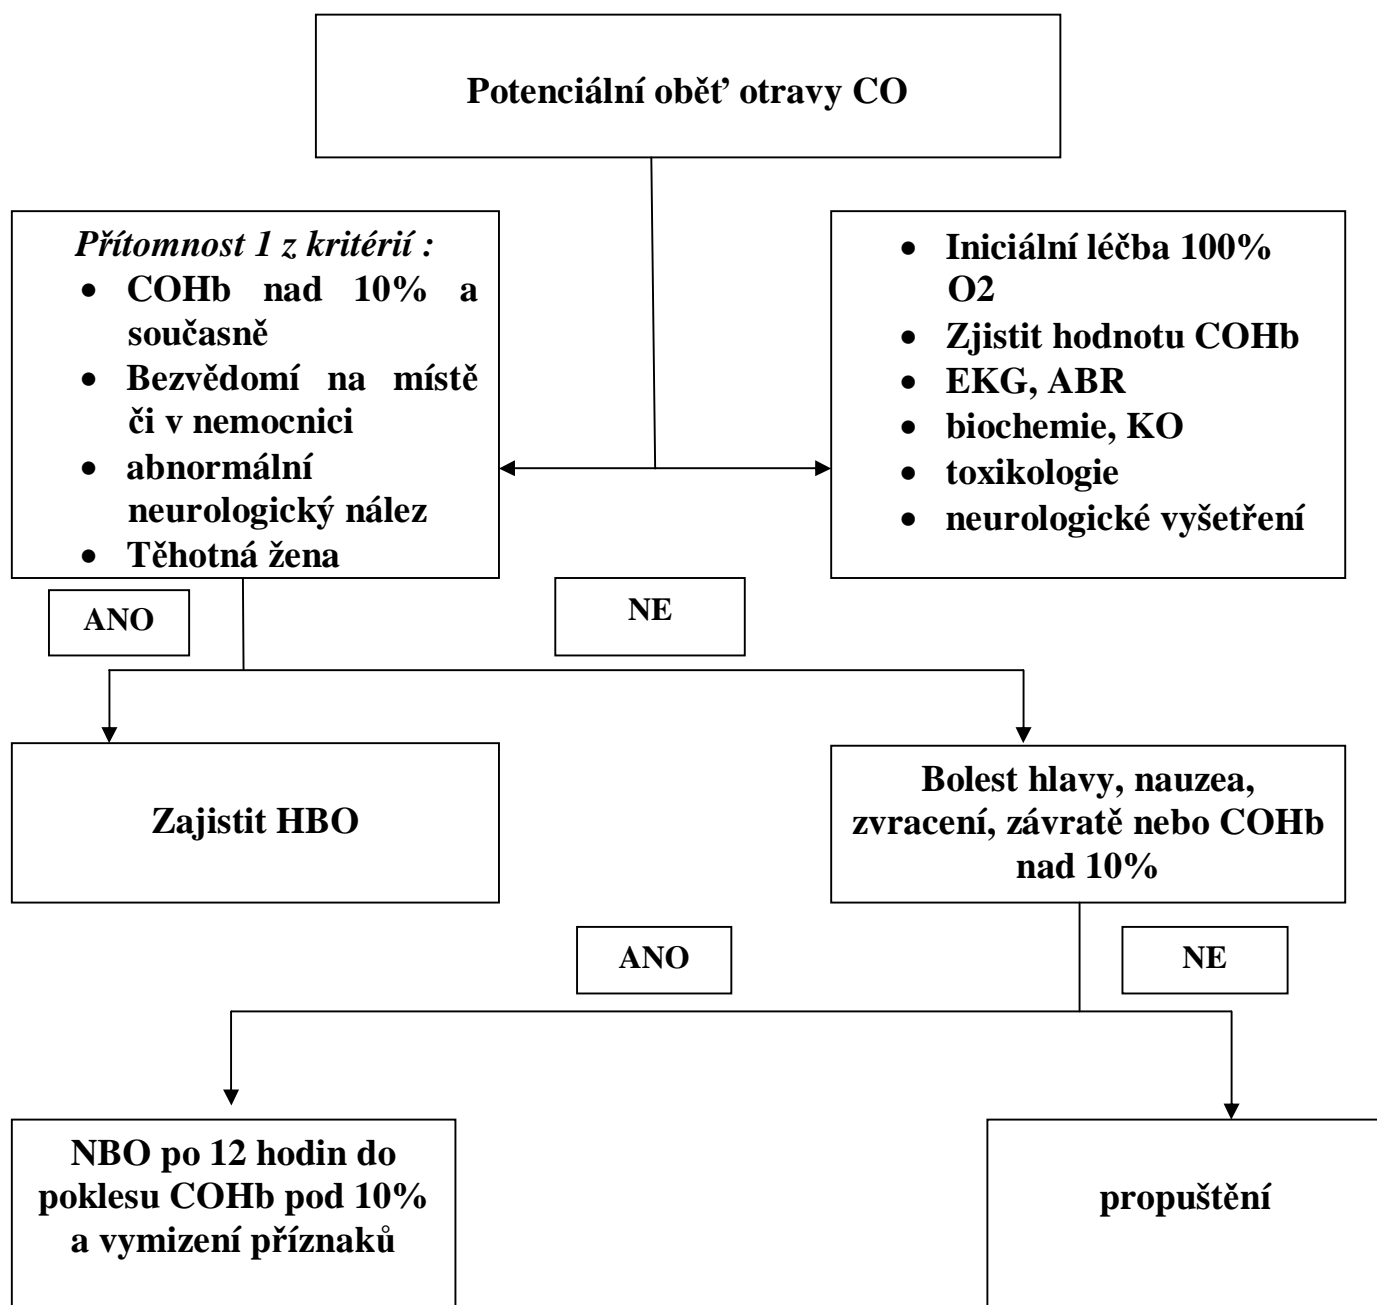 Potenciální oběť otravy CO
Přítomnost 1 z kritérií :
• COHb nad 10% a
současně
• Bezvědomí na místě
či v nemocnici
• abnormální
neurologický nález
• Těhotná žena
• Iniciální léčba 100%
O2
• Zjistit hodnotu COHb
• EKG, ABR
• biochemie, KO
• toxikologie
• neurologické vyšetření
ANO
NE
Zajistit HBO
Bolest hlavy, nauzea,
zvracení, závratě nebo COHb
nad 10%
ANO
NE
NBO po 12 hodin do
poklesu COHb pod 10%
a vymizení příznaků
propuštění